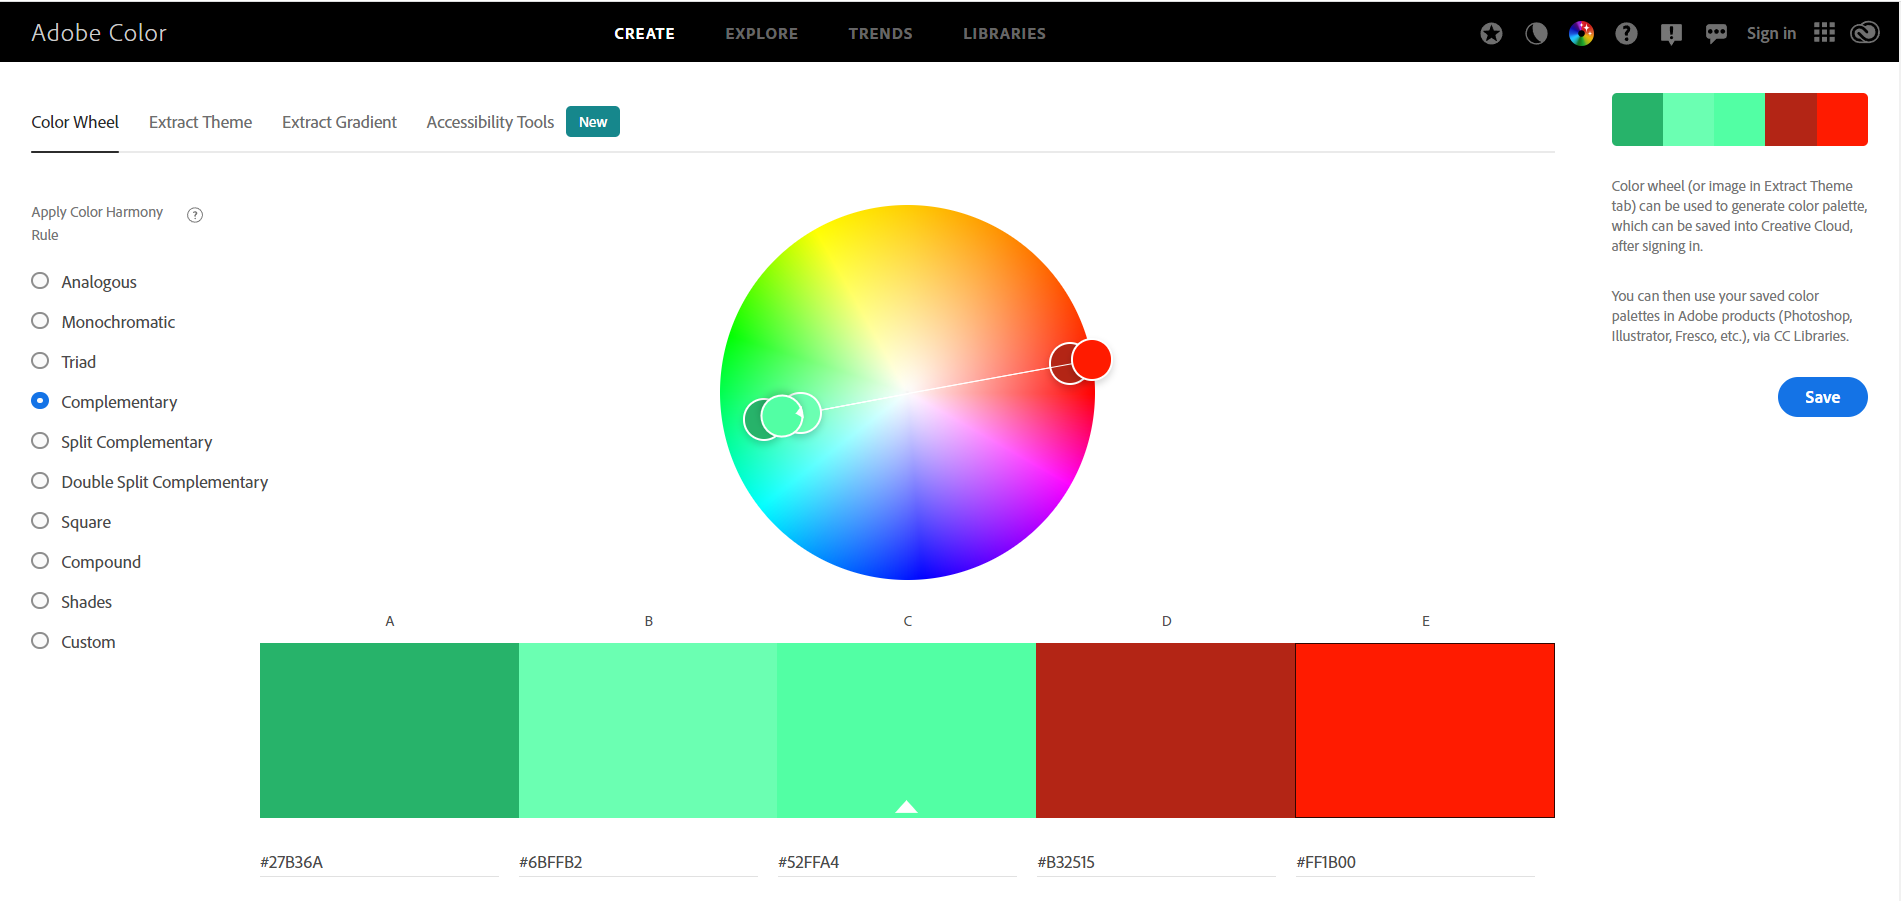 Adobe Color
CREATE
EXPLORE
TRENDS
LIBRARIES
Sign in
Color Wheel
Extract Theme
Extract Gradient
Accessibility Tools
New
Apply Color Harmony
Rule
?
Analogous
Monochromatic
Triad
Complementary
Split Complementary
Double Split Complementary
Square
Compound
Shades
Custom
Color wheel (or image in Extract Theme
tab) can be used to generate color palette,
which can be saved into Creative Cloud,
after signing in.
You can then use your saved color
palettes in Adobe products (Photoshop,
Illustrator, Fresco, etc.), via CC Libraries.
Save
A
B
C
D
E
#27B36A
#6BFFB2
#52FFA4
#B32515
#FF1B00